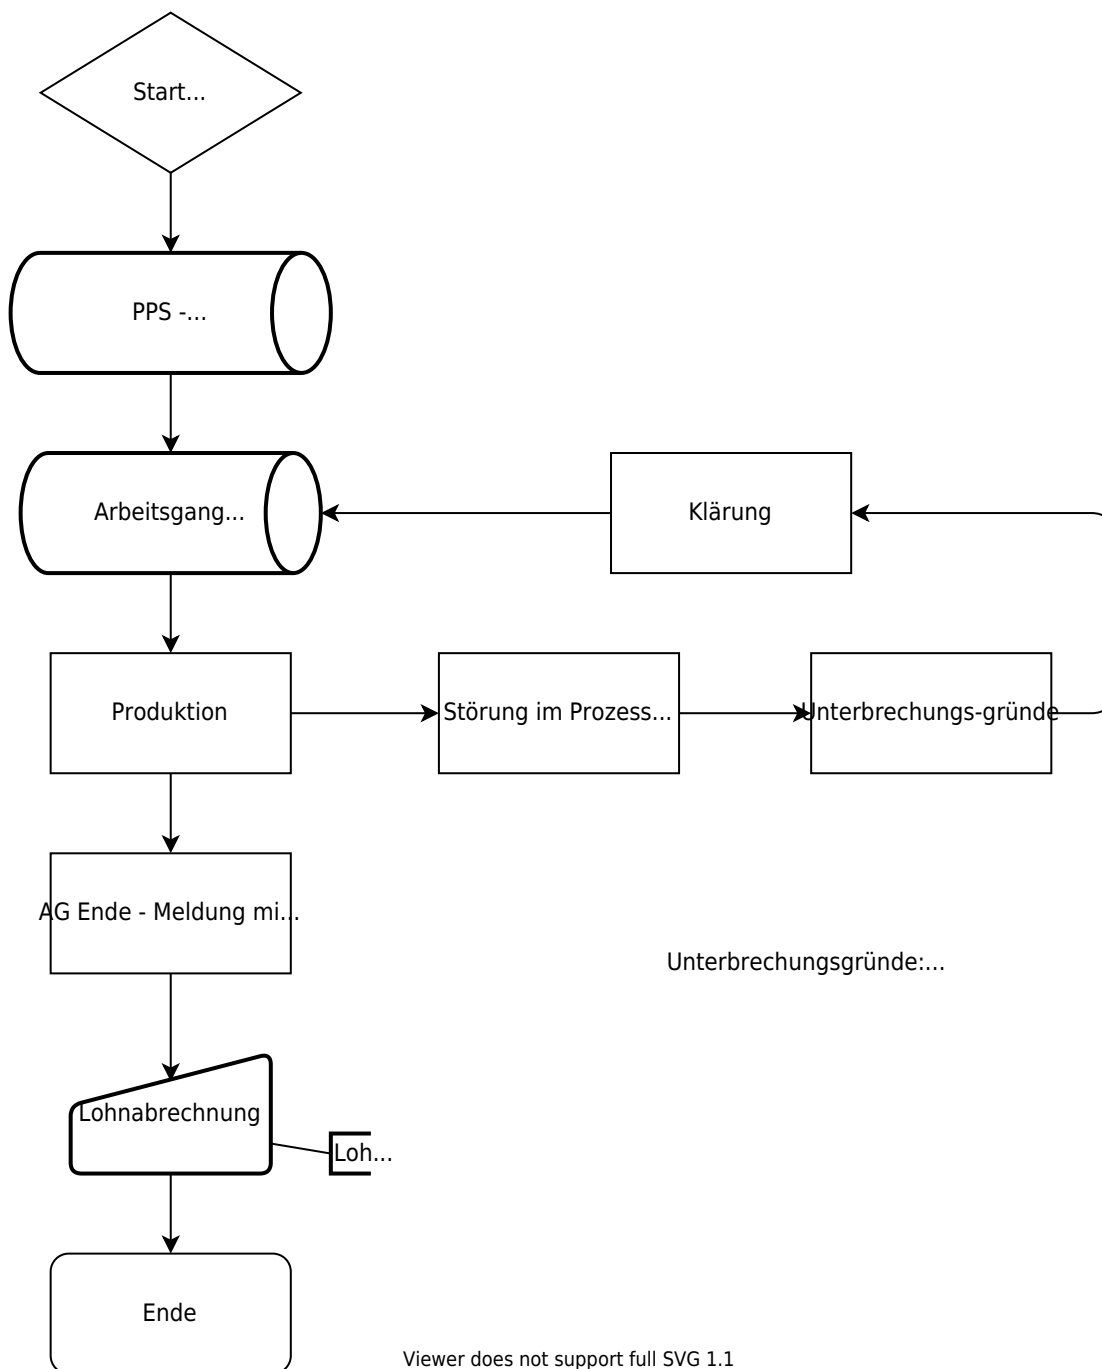 Start...
PPS -...
Arbeitsgang...
Klärung
Produktion
Störung im Prozess...
Unterbrechungs-gründe
AG Ende - Meldung mi...
Unterbrechungsgründe:...
Lohnabrechnung
Loh...
Ende
Viewer does not support full SVG 1.1